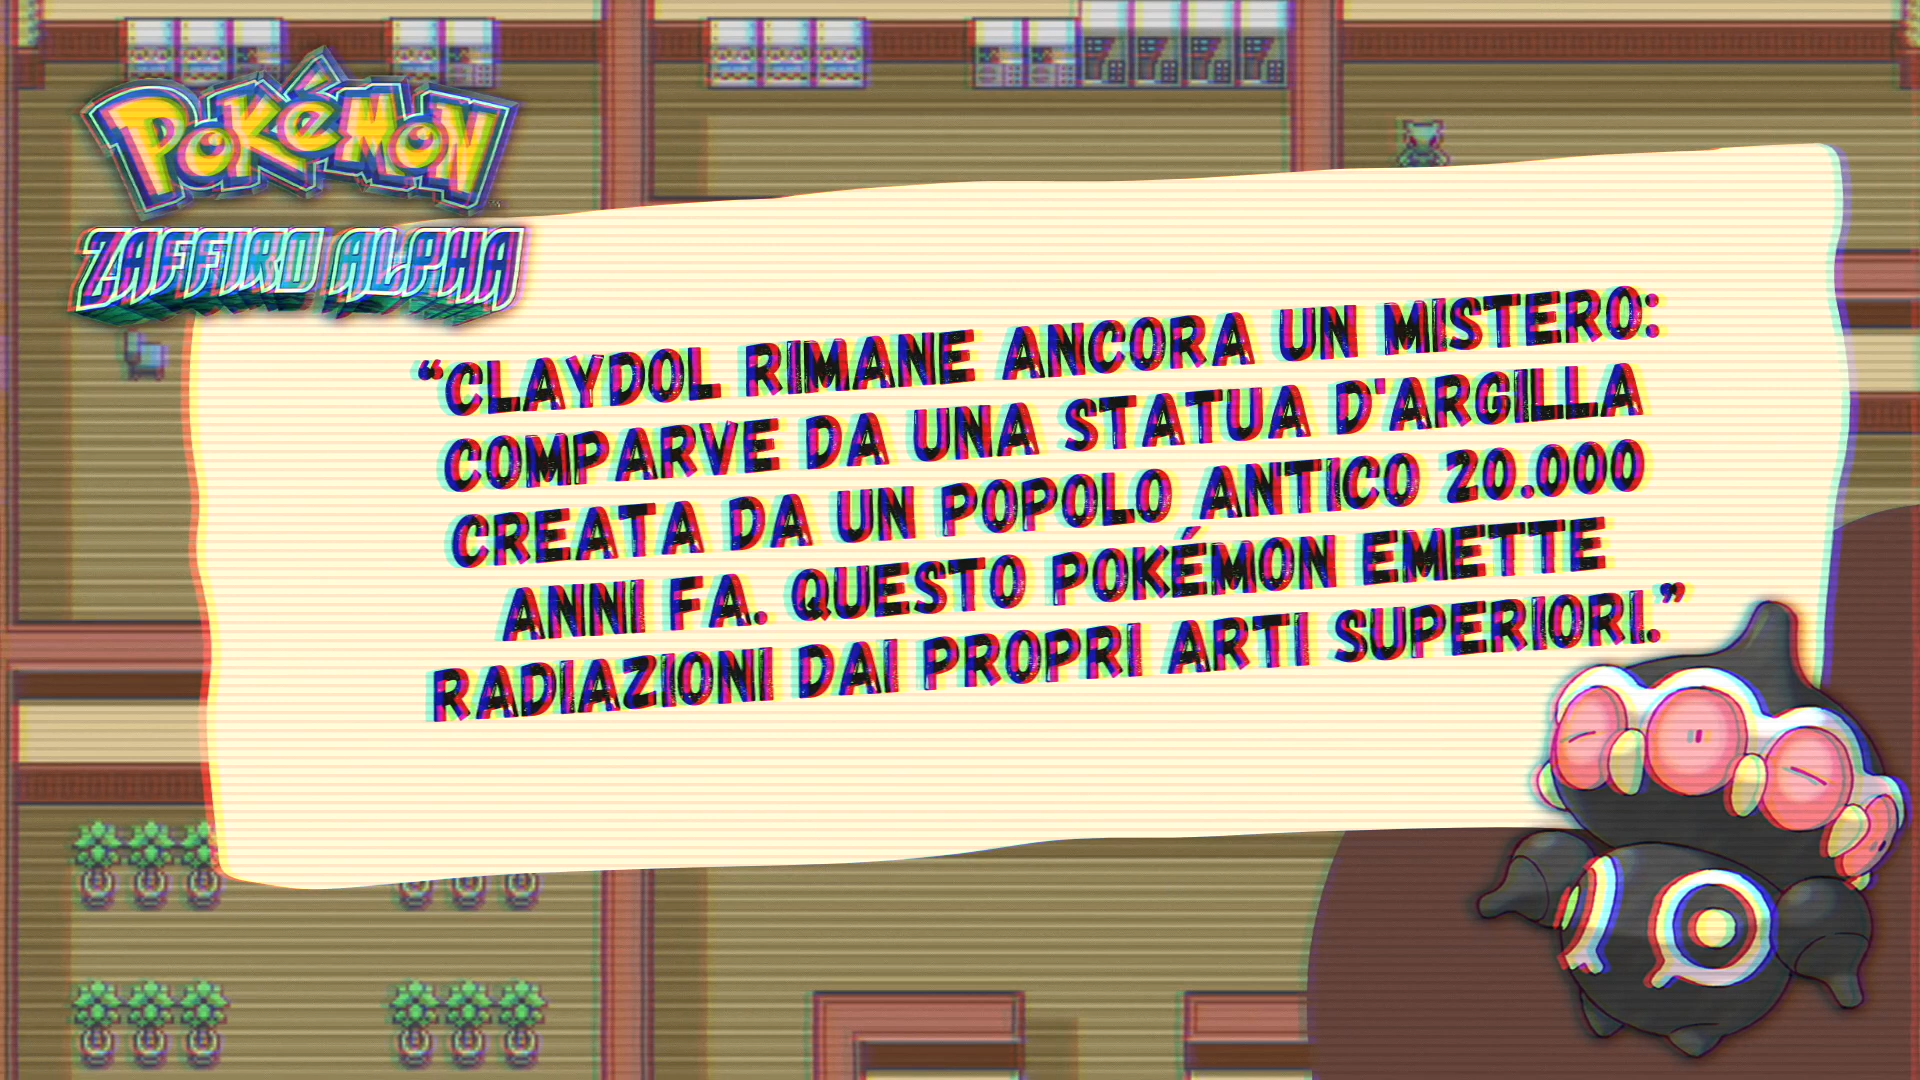 POKÉMON
ZAFFIRO ALPHA
“CLAYDOL RIMANE ANCORA UN MISTERO:
COMPARVE DA UNA STATUA D'ARGILLA
CREATA DA UN POPOLO ANTICO 20.000
ANNI FA. QUESTO POKÉMON EMETTE
RADIAZIONI DAI PROPRI ARTI SUPERIORI.”